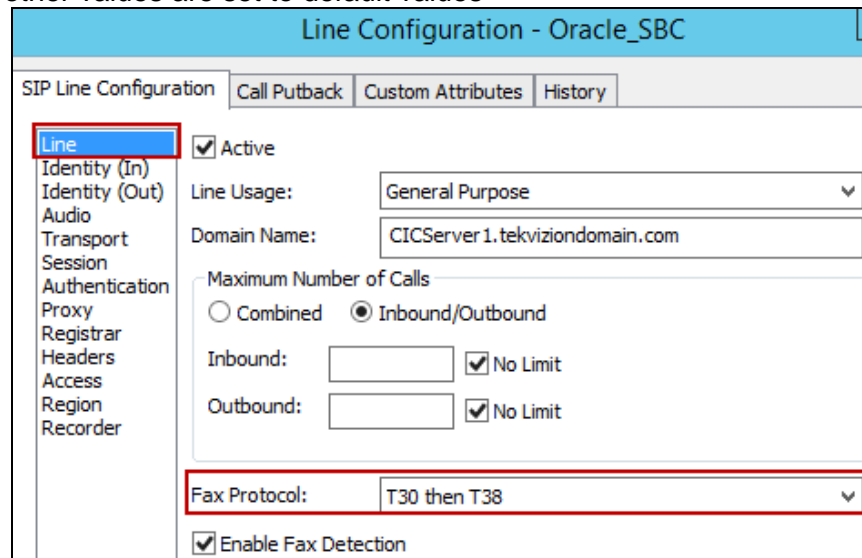 other values are set to default values
Line Configuration - Oracle_SBC
SIP Line Configuration Call Putback Custom Attributes History
Line
Identity (In)
Identity (Out)
Audio
Transport
Session
Authentication
Proxy
Registrar
Headers
Access
Region
Recorder
Active
Line Usage: General Purpose
Domain Name: CICServer1.tekviziondomain.com
Maximum Number of Calls
Combined Inbound/Outbound
Inbound: No Limit
Outbound: No Limit
Fax Protocol: T30 then T38
Enable Fax Detection